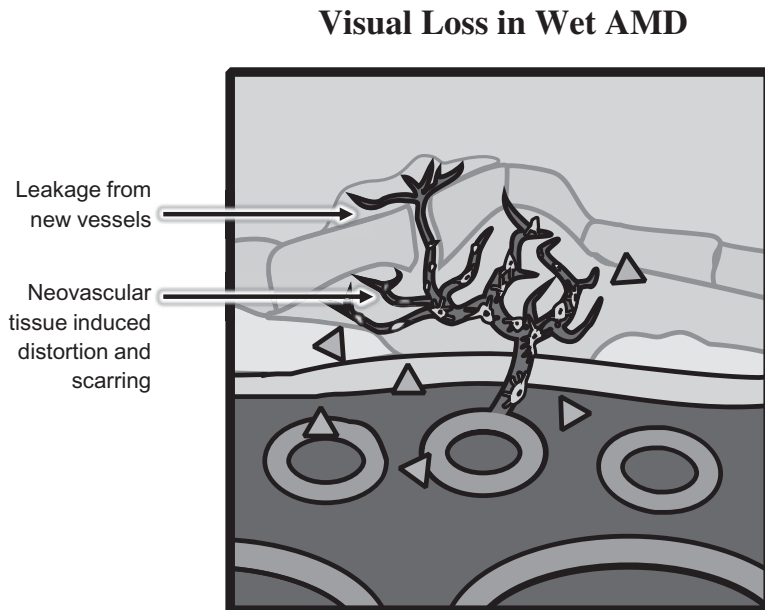 Visual Loss in Wet AMD
Leakage from
new vessels
Neovascular
tissue induced
distortion and
scarring